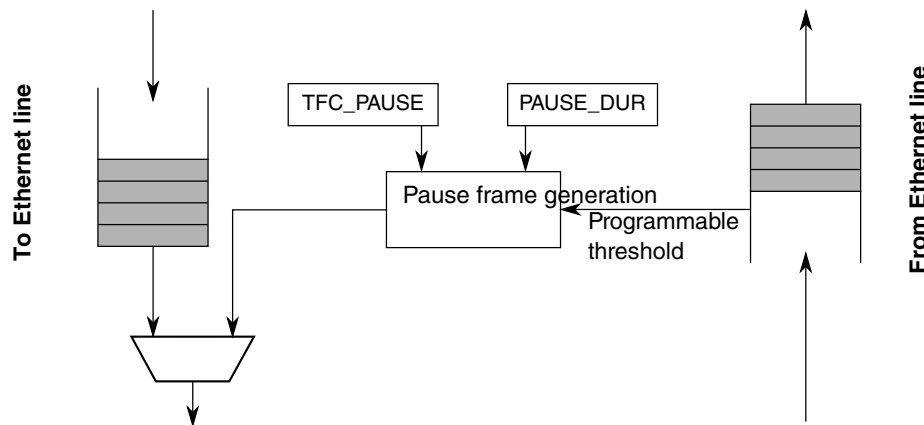 To Ethernet line
TFC_PAUSE
PAUSE_DUR
Pause frame generation
Programmable
threshold
From Ethernet line